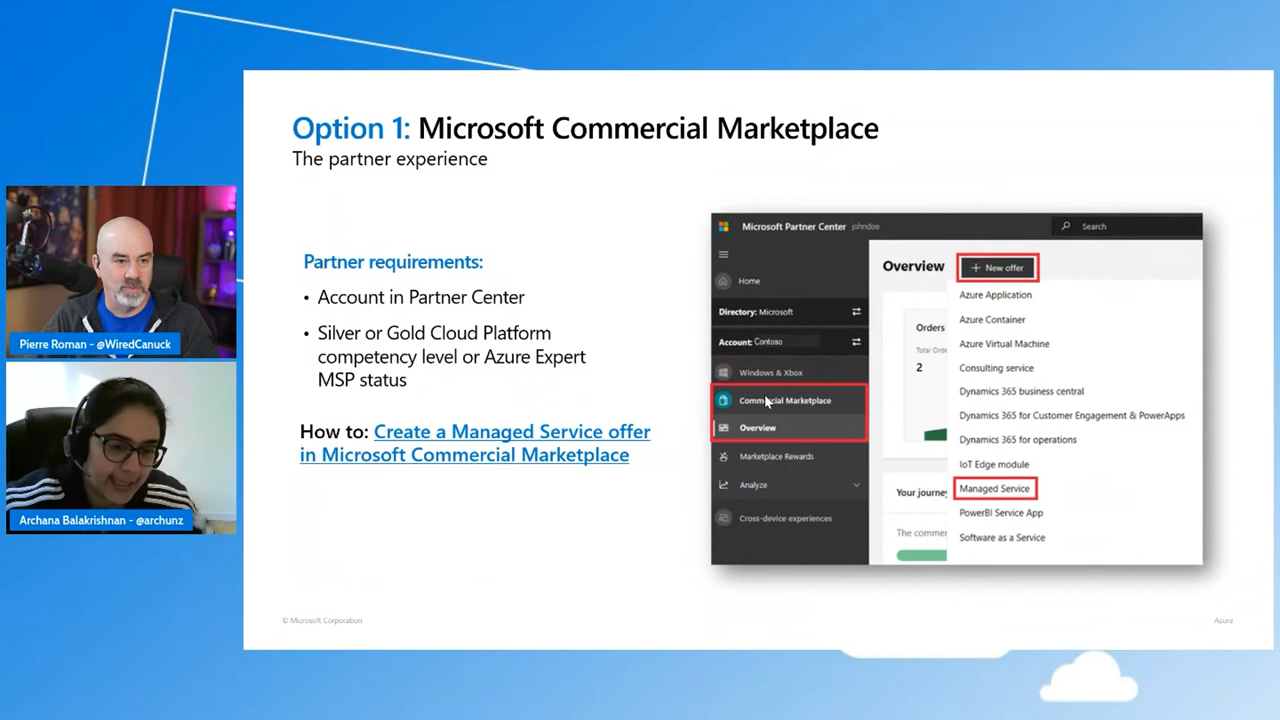 Option 1: Microsoft Commercial Marketplace
The partner experience
Partner requirements:
• Account in Partner Center
• Silver or Gold Cloud Platform
competency level or Azure Expert
MSP status
How to: Create a Managed Service offer
in Microsoft Commercial Marketplace
Microsoft Partner Center johndoe
Search
Home
Directory: Microsoft
Account: Contoso
Windows & Xbox
Commercial Marketplace
Overview
Marketplace Rewards
Analyze
Cross-device experiences
Overview
+ New offer
Orders
Total Orde
2
Your journey
The commer
Azure Application
Azure Container
Azure Virtual Machine
Consulting service
Dynamics 365 business central
Dynamics 365 for Customer Engagement & PowerApps
Dynamics 365 for operations
IoT Edge module
Managed Service
PowerBI Service App
Software as a Service
Pierre Roman - @WiredCanuck
Archana Balakrishnan - @archunz
© Microsoft Corporation
Azure